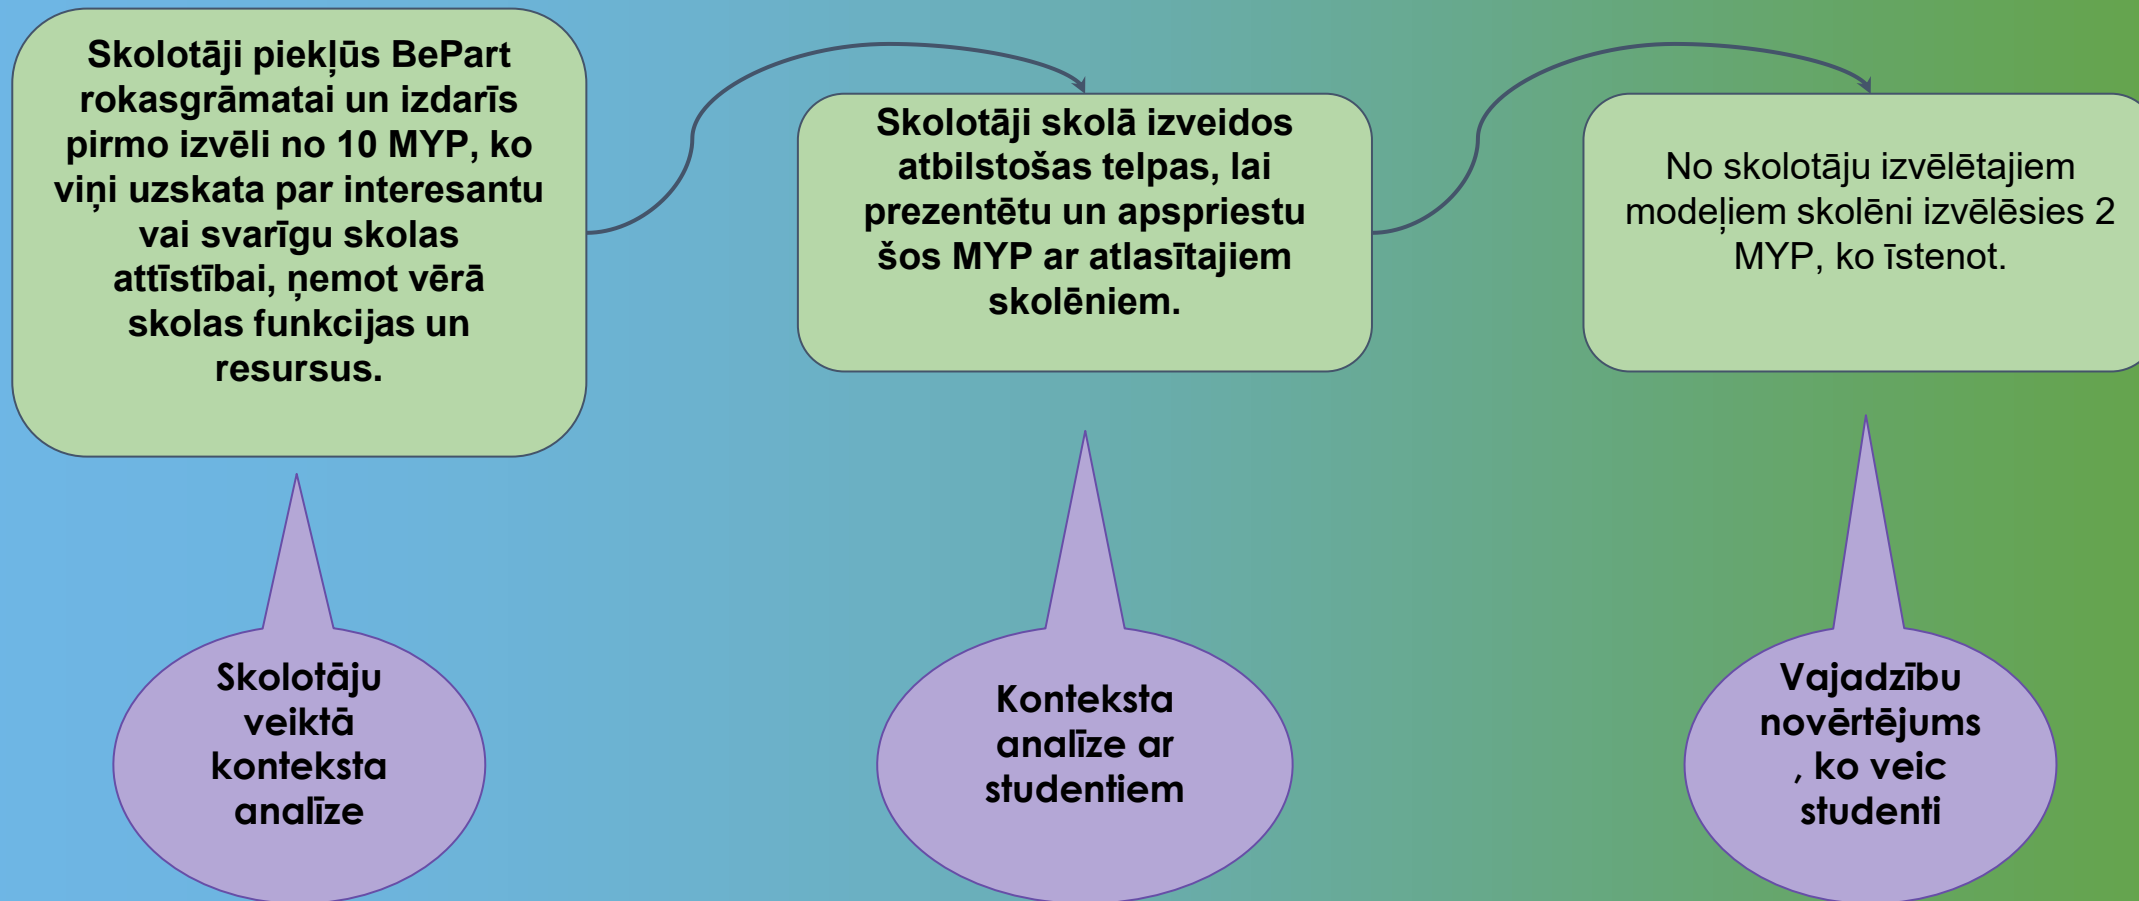 Skolotāji piekļūs BePart
rokasgrāmatai un izdarīs
pirmo izvēli no 10 MYP, ko
viņi uzskata par interesantu
vai svarīgu skolas
attīstībai, ņemot vērā
skolas funkcijas un
resursus.
Skolotāji skolā izveidos
atbilstošas telpas, lai
prezentētu un apspriestu
šos MYP ar atlasītajiem
skolēniem.
No skolotāju izvēlētajiem
modeļiem skolēni izvēlēsies 2
MYP, ko īstenot.
Skolotāju
veiktā
konteksta
analīze
Konteksta
analīze ar
studentiem
Vajadzību
novērtējums
, ko veic
studenti